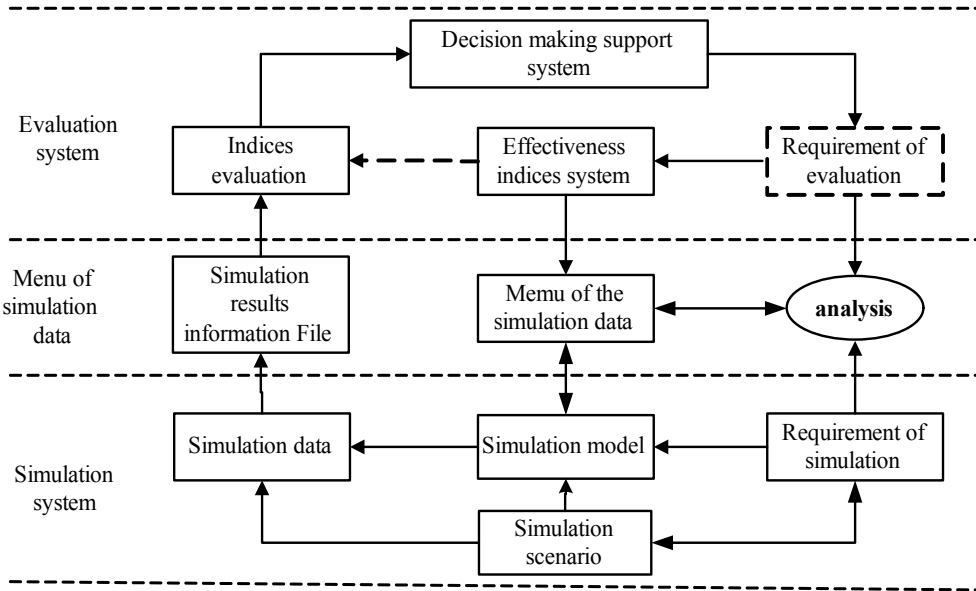 Decision making support
system
Evaluation
system
Indices
evaluation
Effectiveness
indices system
Requirement of
evaluation
Menu of
simulation
data
Simulation
results
information File
Memu of the
simulation data
analysis
Simulation
system
Simulation data
Simulation model
Requirement of
simulation
Simulation
scenario